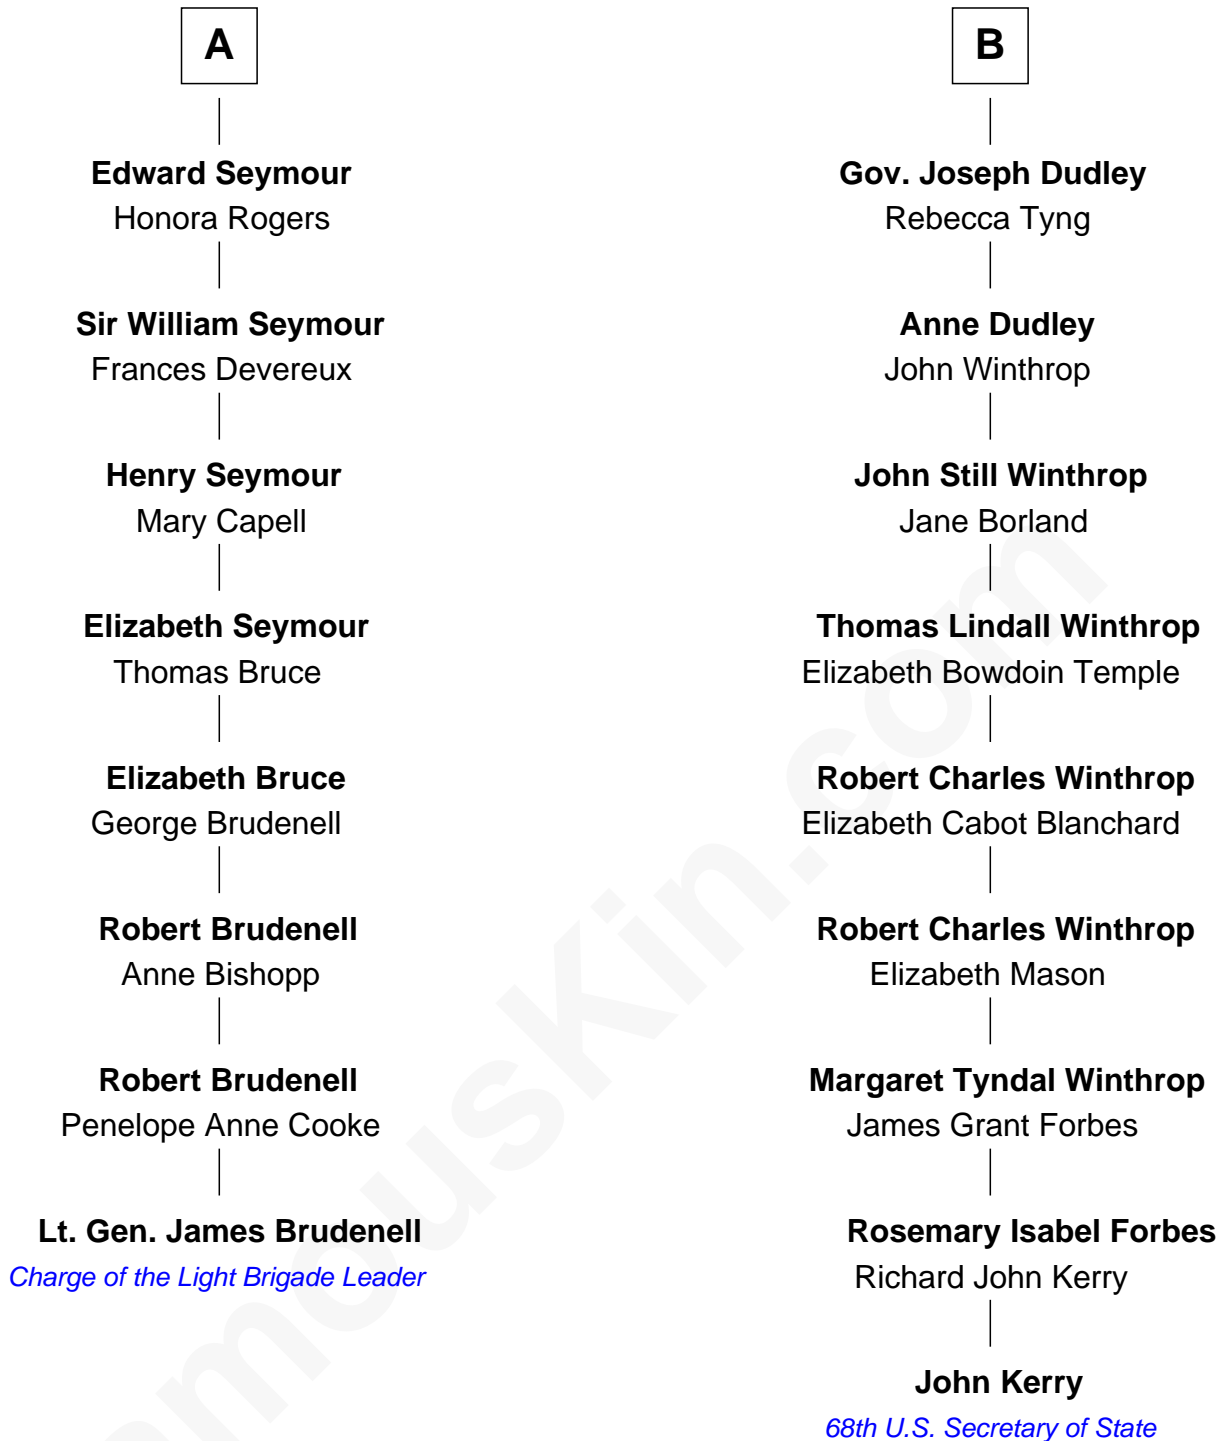 A
Edward Seymour
Honora Rogers
Sir William Seymour
Frances Devereux
Henry Seymour
Mary Capell
Elizabeth Seymour
Thomas Bruce
Elizabeth Bruce
George Brudenell
Robert Brudenell
Anne Bishopp
Robert Brudenell
Penelope Anne Cooke
Lt. Gen. James Brudenell
Charge of the Light Brigade Leader
B
Gov. Joseph Dudley
Rebecca Tyng
Anne Dudley
John Winthrop
John Still Winthrop
Jane Borland
Thomas Lindall Winthrop
Elizabeth Bowdoin Temple
Robert Charles Winthrop
Elizabeth Cabot Blanchard
Robert Charles Winthrop
Elizabeth Mason
Margaret Tyndal Winthrop
James Grant Forbes
Rosemary Isabel Forbes
Richard John Kerry
John Kerry
68th U.S. Secretary of State
famouskin.com